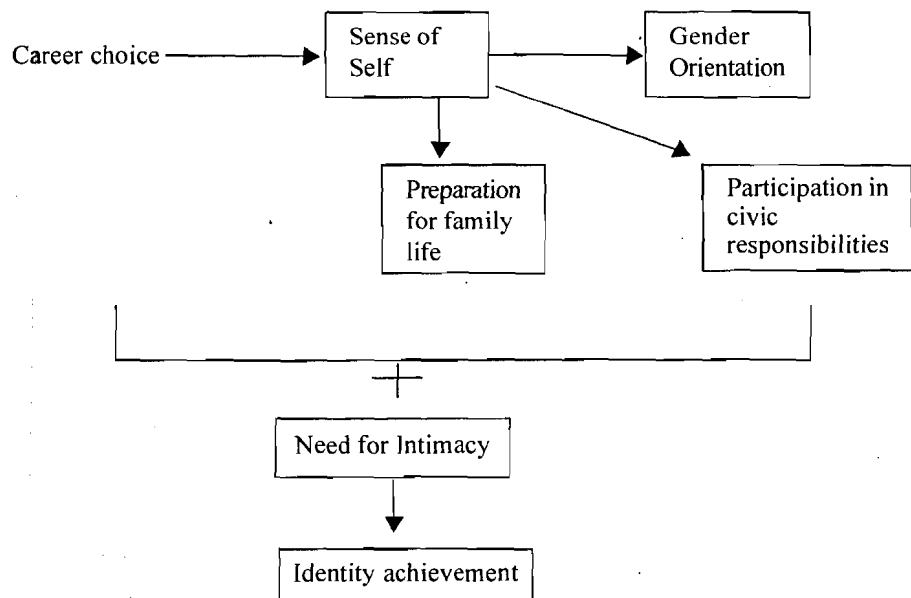 Career choice
Sense of
Self
Gender
Orientation
Preparation
for family
life
Participation in
civic
responsibilities
+
Need for Intimacy
Identity achievement